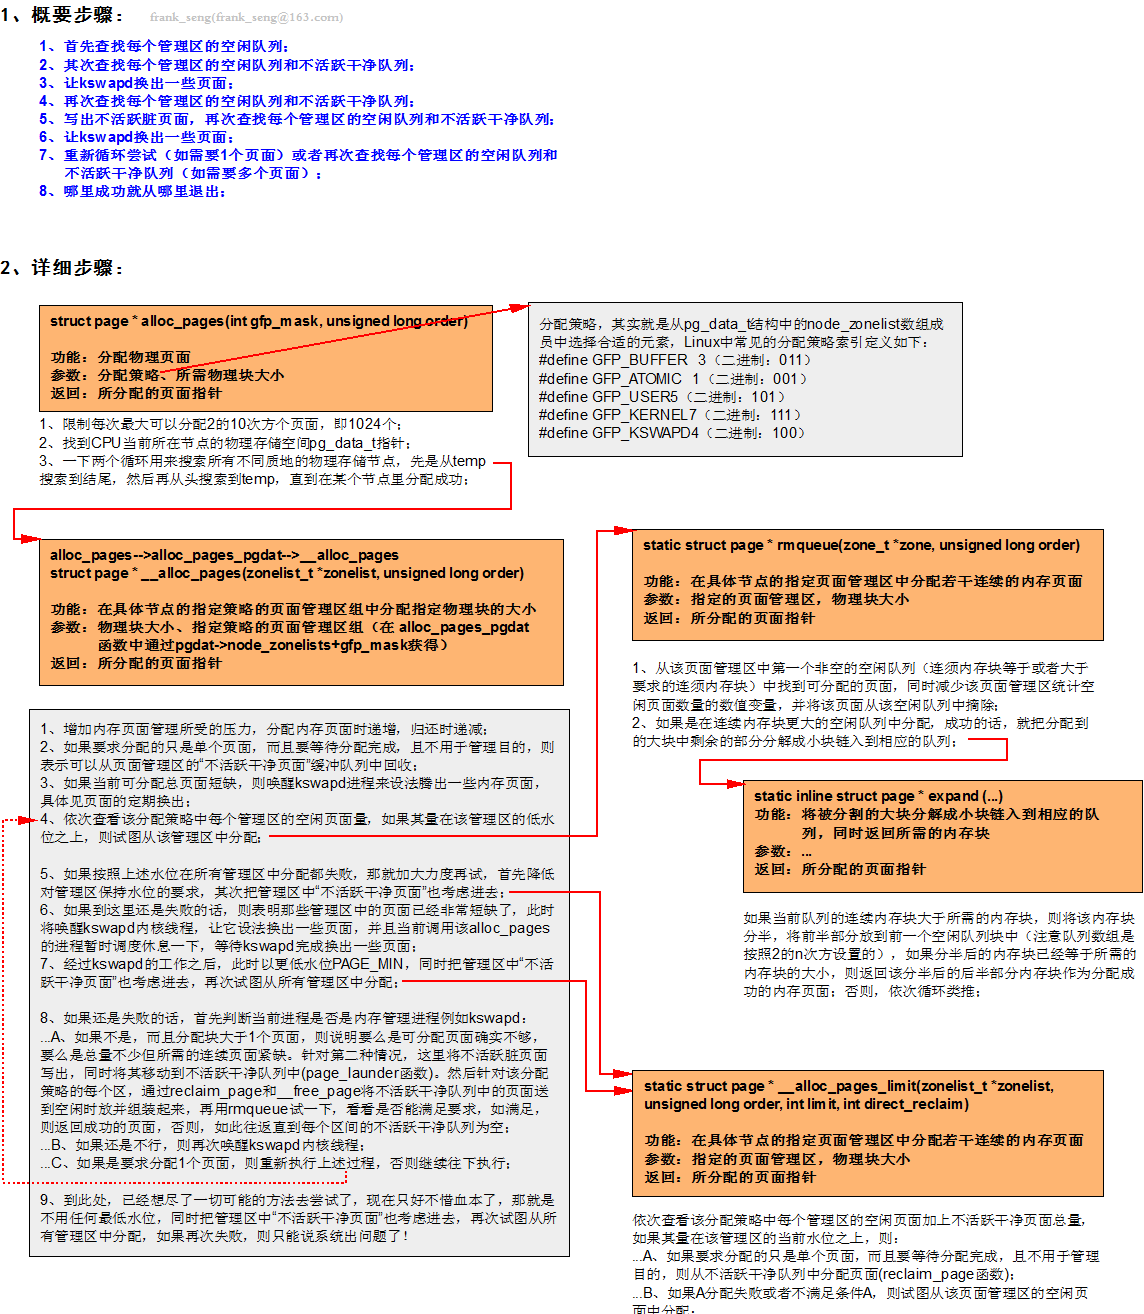 1、概要步骤：
frank_seng(frank_seng@163.com)
1、首先查找每个管理区的空闲队列；
2、其次查找每个管理区的空闲队列和不活跃干净队列；
3、让kswapd换出一些页面；
4、再次查找每个管理区的空闲队列和不活跃干净队列；
5、写出不活跃脏页面，再次查找每个管理区的空闲队列和不活跃干净队列；
6、让kswapd换出一些页面；
7、重新循环尝试（如需要1个页面）或者再次查找每个管理区的空闲队列和
不活跃干净队列（如需要多个页面）；
8、哪里成功就从哪里退出；
2、详细步骤：
struct page * alloc_pages(int gfp_mask, unsigned long order)
功能：分配物理页面
参数：分配策略、所需物理块大小
返回：所分配的页面指针
分配策略，其实就是从pg_data_t结构中的node_zonelist数组成
员中选择合适的元素，Linux中常见的分配策略索引定义如下：
#define GFP_BUFFER  3（二进制：011）
#define GFP_ATOMIC  1（二进制：001）
#define GFP_USER5（二进制：101）
#define GFP_KERNEL7（二进制：111）
#define GFP_KSWAPD4（二进制：100）
1、限制每次最大可以分配2的10次方个页面，即1024个；
2、找到CPU当前所在节点的物理存储空间pg_data_t指针；
3、一下两个循环用来搜索所有不同质地的物理存储节点，先是从temp
搜索到结尾，然后再从头搜索到temp，直到在某个节点里分配成功；
alloc_pages-->alloc_pages_pgdat-->__alloc_pages
struct page * __alloc_pages(zonelist_t *zonelist, unsigned long order)
功能：在具体节点的指定策略的页面管理区组中分配指定物理块的大小
参数：物理块大小、指定策略的页面管理区组（在 alloc_pages_pgdat
函数中通过pgdat->node_zonelists+gfp_mask获得）
返回：所分配的页面指针
1、增加内存页面管理所受的压力，分配内存页面时递增，归还时递减；
2、如果要求分配的只是单个页面，而且要等待分配完成，且不用于管理目的，则
表示可以从页面管理区的“不活跃干净页面”缓冲队列中回收；
3、如果当前可分配总页面短缺，则唤醒kswapd进程来设法腾出一些内存页面，
具体见页面的定期换出；
4、依次查看该分配策略中每个管理区的空闲页面量，如果其量在该管理区的低水
位之上，则试图从该管理区中分配；
5、如果按照上述水位在所有管理区中分配都失败，那就加大力度再试，首先降低
对管理区保持水位的要求，其次把管理区中“不活跃干净页面”也考虑进去；
6、如果到这里还是失败的话，则表明那些管理区中的页面已经非常短缺了，此时
将唤醒kswapd内核线程，让它设法换出一些页面，并且当前调用该alloc_pages
的进程暂时调度休息一下，等待kswapd完成换出一些页面；
7、经过kswapd的工作之后，此时以更低水位PAGE_MIN，同时把管理区中“不活
跃干净页面”也考虑进去，再次试图从所有管理区中分配；
8、如果还是失败的话，首先判断当前进程是否是内存管理进程例如kswapd：
...A、如果不是，而且分配块大于1个页面，则说明要么是可分配页面确实不够，
要么是总量不少但所需的连续页面紧缺。针对第二种情况，这里将不活跃脏页面
写出，同时将其移动到不活跃干净队列中(page_launder函数)。然后针对该分配
策略的每个区，通过reclaim_page和__free_page将不活跃干净队列中的页面送
到空闲时放并组装起来，再用rmqueue试一下，看看是否能满足要求，如满足，
则返回成功的页面，否则，如此往返直到每个区间的不活跃干净队列为空；
...B、如果还是不行，则再次唤醒kswapd内核线程；
...C、如果是要求分配1个页面，则重新执行上述过程，否则继续往下执行；
9、到此处，已经想尽了一切可能的方法去尝试了，现在只好不惜血本了，那就是
不用任何最低水位，同时把管理区中“不活跃干净页面”也考虑进去，再次试图从所
有管理区中分配，如果再次失败，则只能说系统出问题了！
static struct page * rmqueue(zone_t *zone, unsigned long order)
功能：在具体节点的指定页面管理区中分配若干连续的内存页面
参数：指定的页面管理区，物理块大小
返回：所分配的页面指针
1、从该页面管理区中第一个非空的空闲队列（连须内存块等于或者大于
要求的连须内存块）中找到可分配的页面，同时减少该页面管理区统计空
闲页面数量的数值变量，并将该页面从该空闲队列中摘除；
2、如果是在连续内存块更大的空闲队列中分配，成功的话，就把分配到
的大块中剩余的部分分解成小块链入到相应的队列；
static inline struct page * expand (...)
功能：将被分割的大块分解成小块链入到相应的队
列，同时返回所需的内存块
参数：...
返回：所分配的页面指针
如果当前队列的连续内存块大于所需的内存块，则将该内存块
分半，将前半部分放到前一个空闲队列块中（注意队列数组是
按照2的n次方设置的），如果分半后的内存块已经等于所需的
内存块的大小，则返回该分半后的后半部分内存块作为分配成
功的内存页面；否则，依次循环类推；
static struct page * __alloc_pages_limit(zonelist_t *zonelist,
unsigned long order, int limit, int direct_reclaim)
功能：在具体节点的指定页面管理区中分配若干连续的内存页面
参数：指定的页面管理区，物理块大小
返回：所分配的页面指针
依次查看该分配策略中每个管理区的空闲页面加上不活跃干净页面总量，
如果其量在该管理区的当前水位之上，则：
...A、如果要求分配的只是单个页面，而且要等待分配完成，且不用于管理
目的，则从不活跃干净队列中分配页面(reclaim_page函数)；
...B、如果A分配失败或者不满足条件A，则试图从该页面管理区的空闲页
面中分配；